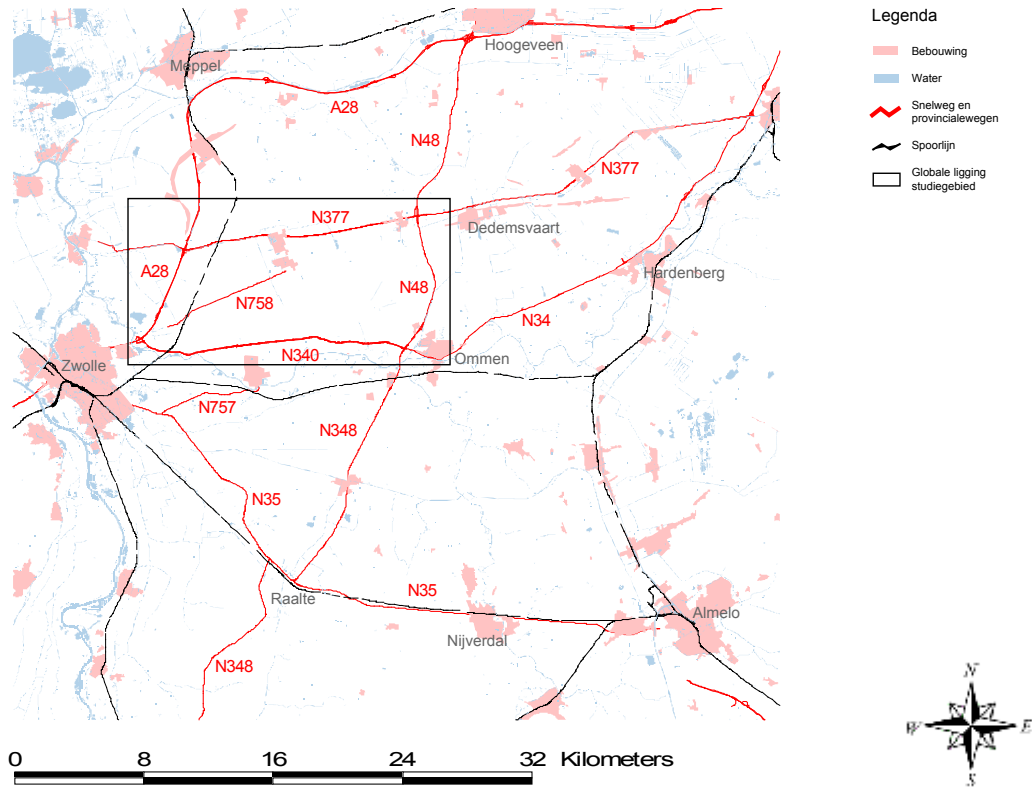 Hoogeveen
Meppel
A28
N48
N377
N377
Dedemsvaart
A28
N758
N48
Hardenberg
N34
N340
Ommen
Zwolle
N757
N348
N35
Raalte
N35
Nijverdal
Almelo
N348
Legenda
Bebouwing
Water
Snelweg en
provincialewegen
Spoorlijn
Globale ligging
studiegebied
N
W
E
S
0 8 16 24 32 Kilometers